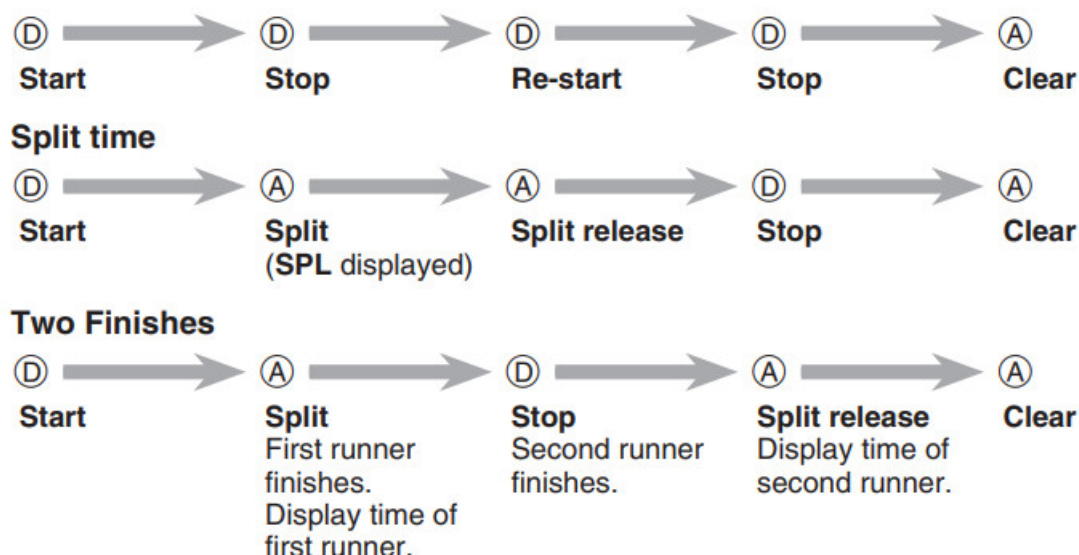 Ⓓ Ⓓ Ⓓ Ⓓ Ⓐ
Start Stop Re-start Stop Clear
Split time
Ⓓ Ⓐ Ⓐ Ⓓ Ⓐ
Start Split Split release Stop Clear
(SPL displayed)
Two Finishes
Ⓓ Ⓐ Ⓓ Ⓐ Ⓐ
Start Split Stop Split release Clear
First runner Second runner Display time of
finishes. finishes. second runner.
Display time of
first runner.